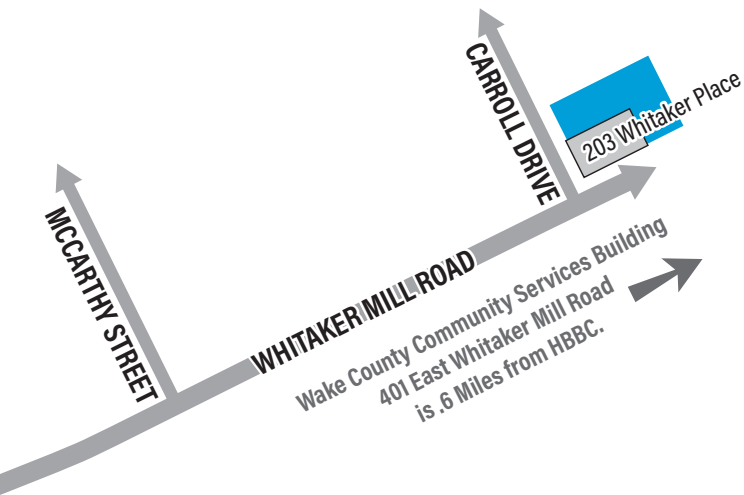 CARROLL DRIVE
203 Whitaker Place
MCCARTHY STREET
WHITAKER MILL ROAD
Wake County Community Services Building
401 East Whitaker Mill Road
is .6 Miles from HBBC.